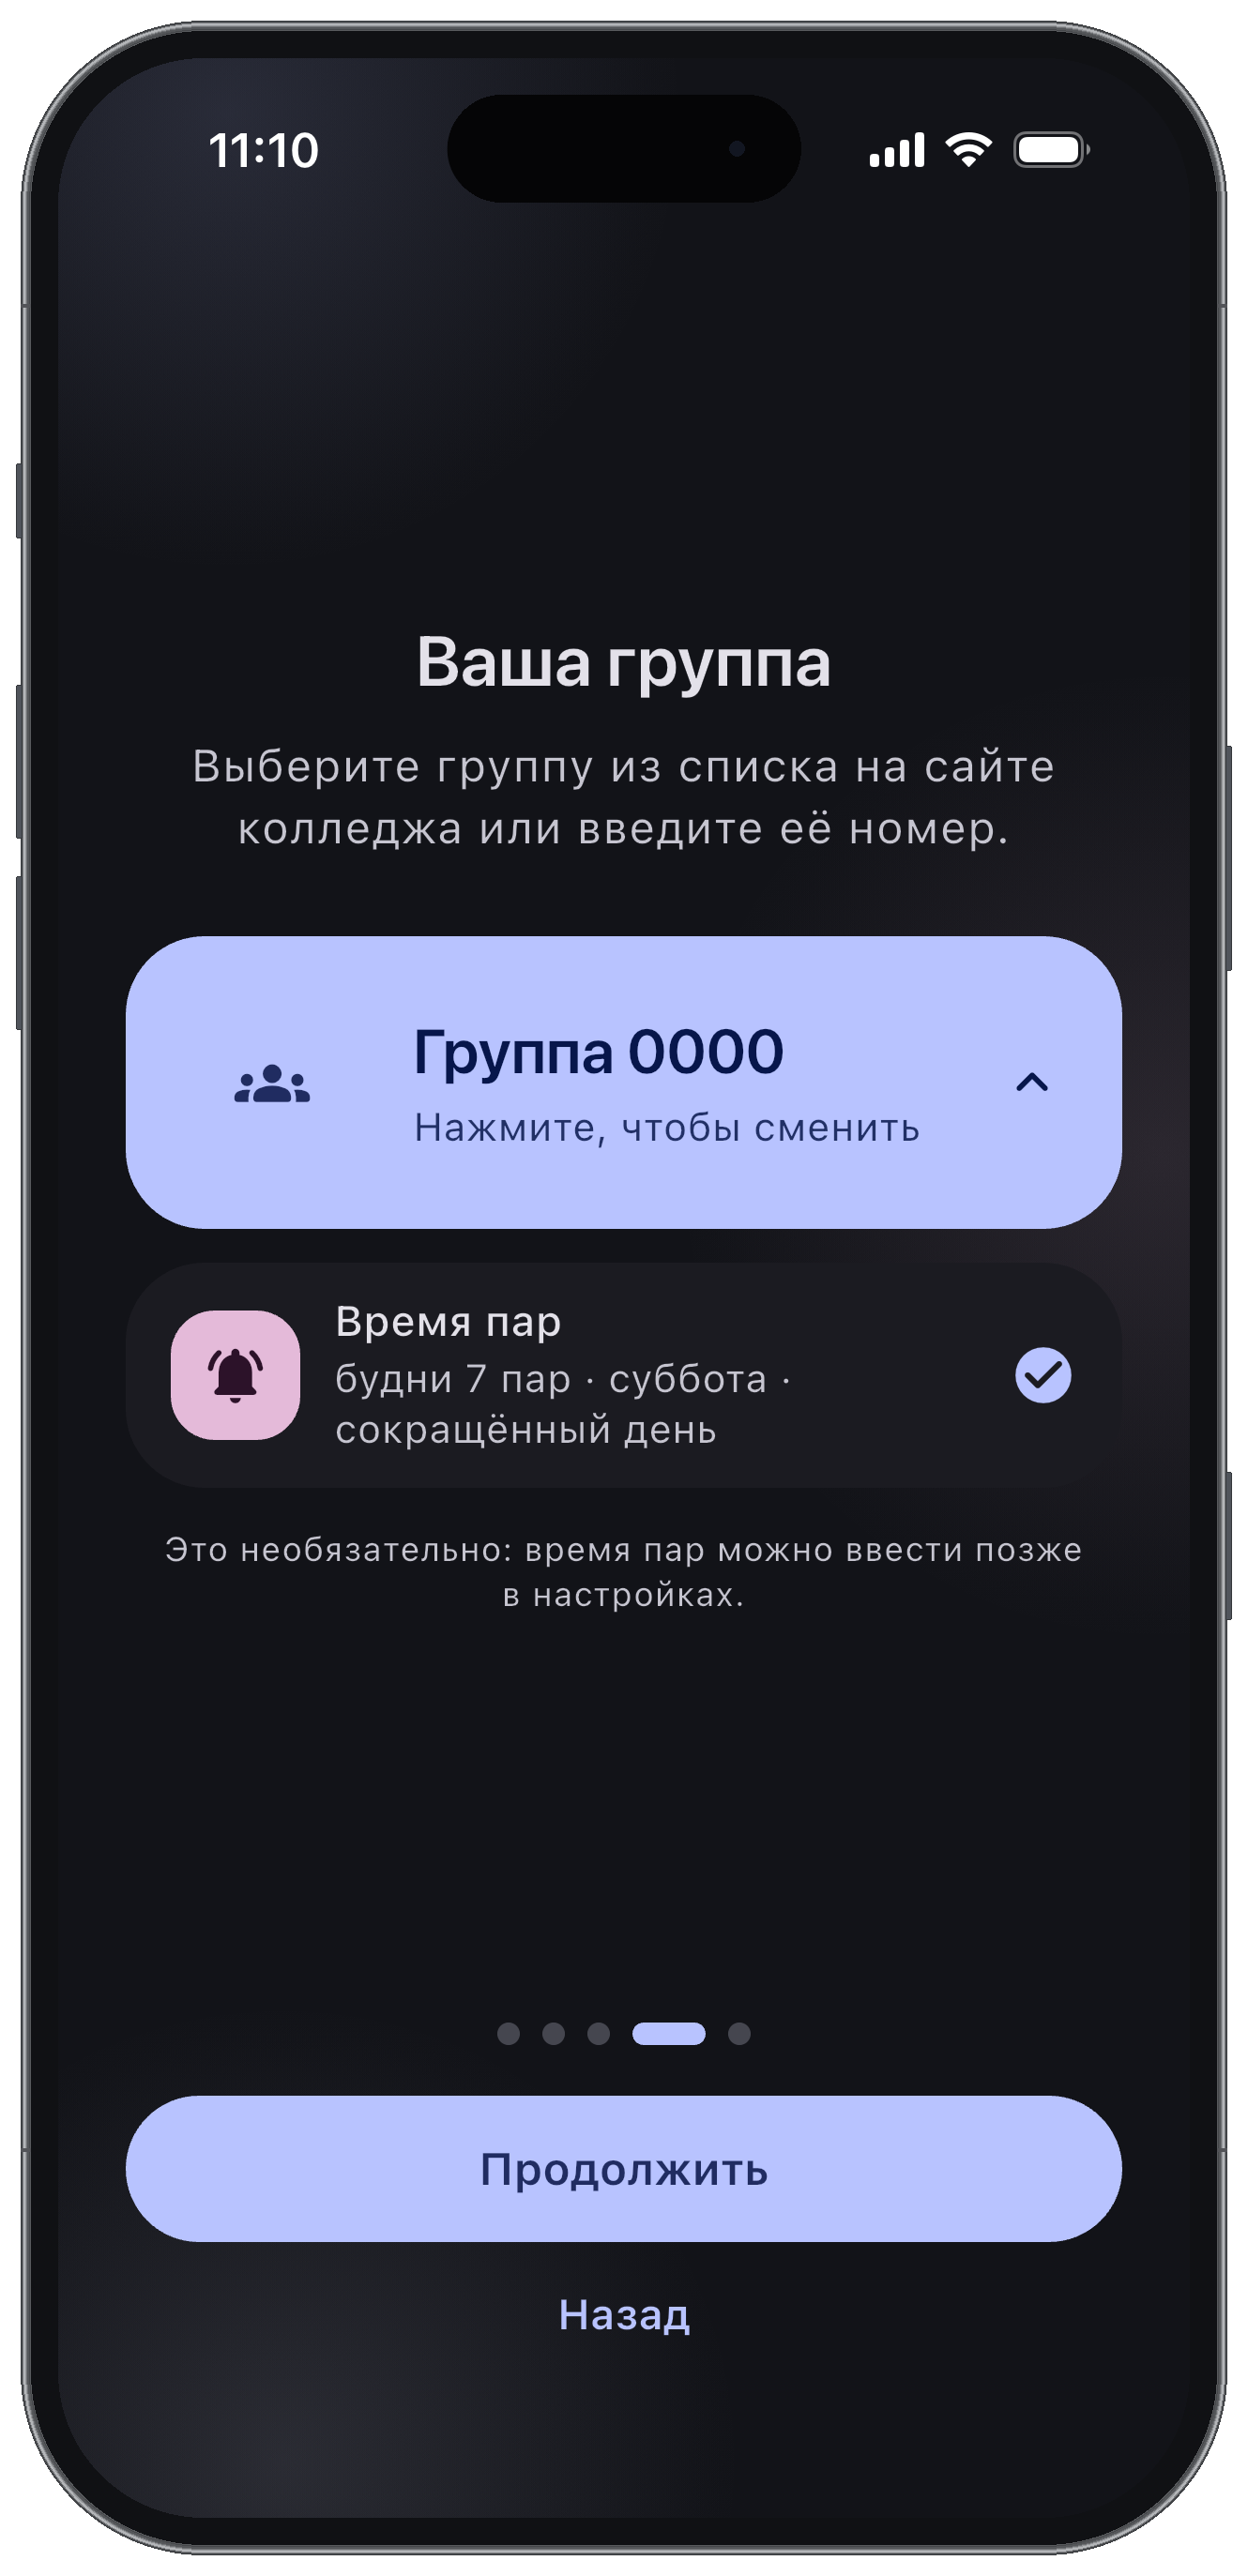 11:10
Ваша группа
Выберите группу из списка на сайте
колледжа или введите её номер.
Группа 0000
Нажмите, чтобы сменить
Время пар
будни 7 пар · суббота ·
сокращённый день
Это необязательно: время пар можно ввести позже
в настройках.
Продолжить
Назад